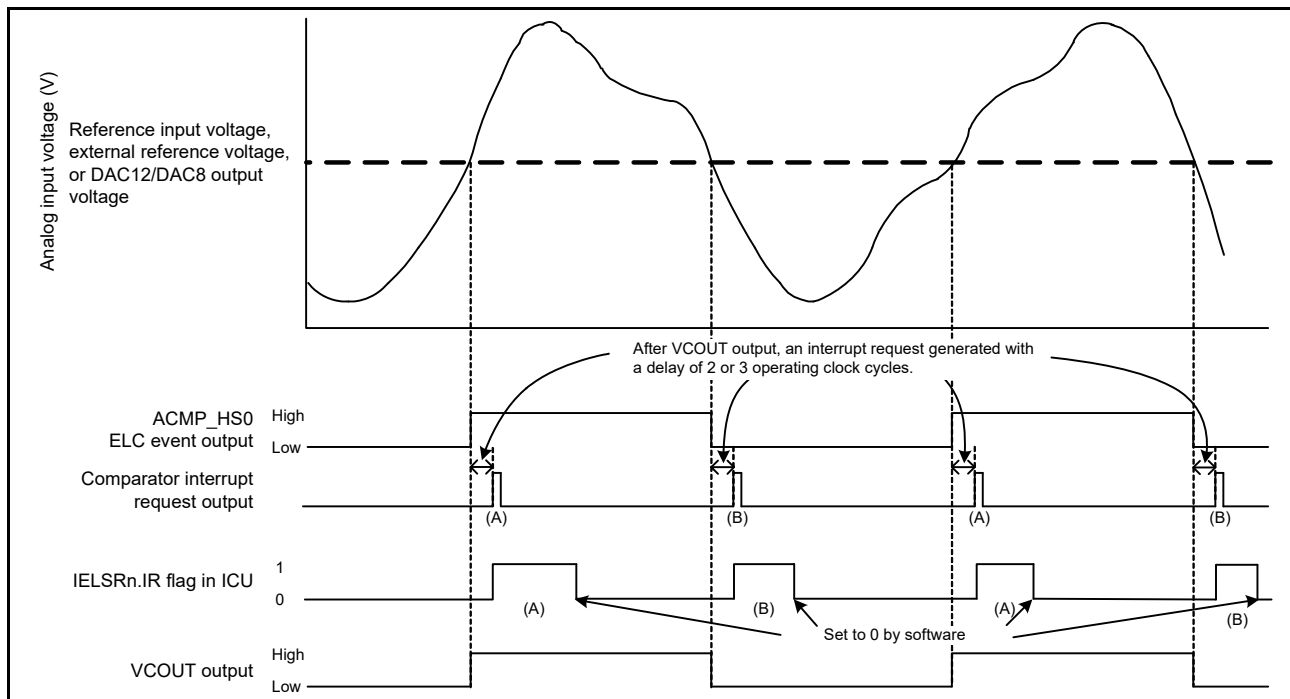 Analog input voltage (V)
Reference input voltage,
external reference voltage,
or DAC12/DAC8 output
voltage
After VCOUT output, an interrupt request generated with
a delay of 2 or 3 operating clock cycles.
ACMP_HS0
ELC event output
High
Low
Comparator interrupt
request output
(A)
(B)
(A)
(B)
IELSRn.IR flag in ICU
1
0
(A)
(B)
(A)
(B)
Set to 0 by software
VCOUT output
High
Low